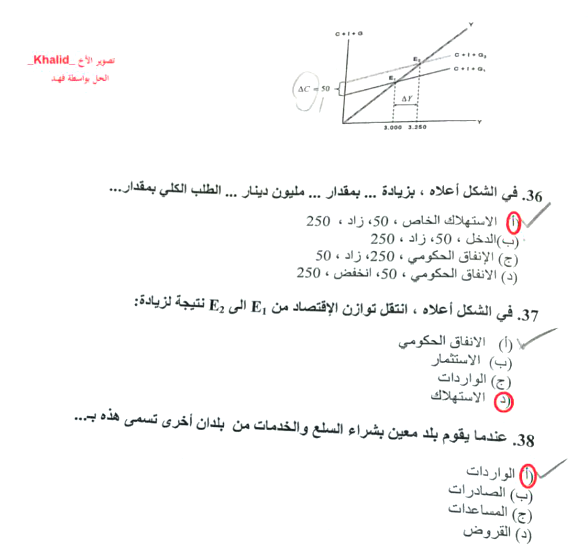 C + I + G
Y
تصوير الأخ _Khalid_
الحل بواسطة فهد
E₂
C + I + G₂
C + I + G₁
ΔC = 50
E₁
ΔY
3.000 3.250
Y
36. في الشكل أعلاه ، بزيادة ... بمقدار ... مليون دينار ... الطلب الكلي بمقدار...
(أ) الاستهلاك الخاص ، 50، زاد ، 250
(ب)الدخل ، 50، زاد ، 250
(ج) الإنفاق الحكومي ، 250، زاد ، 50
(د) الانفاق الحكومي ، 50، انخفض ، 250
37. في الشكل أعلاه ، انتقل توازن الإقتصاد من E₁ الى E₂ نتيجة لزيادة:
(أ) الانفاق الحكومي
(ب) الاستثمار
(ج) الواردات
(د) الاستهلاك
38. عندما يقوم بلد معين بشراء السلع والخدمات من بلدان أخرى تسمى هذه بـ...
(أ) الواردات
(ب) الصادرات
(ج) المساعدات
(د) القروض